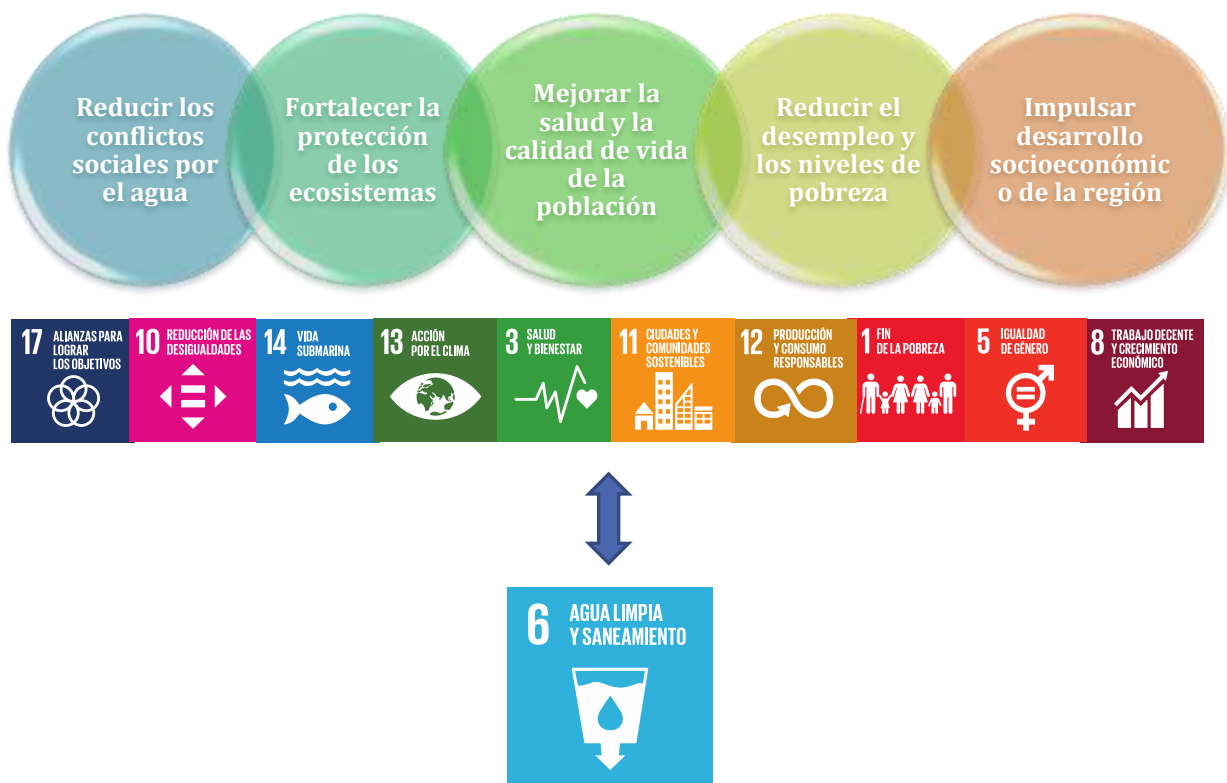 Reducir los
conflictos
sociales por
el agua
Fortalecer la
protección
de los
ecosistemas
Mejorar la
salud y la
calidad de vida
de la
población
Reducir el
desempleo y
los niveles de
pobreza
Impulsar
desarrollo
socioeconómic
o de la región
17 ALIANZAS PARA
LOGRAR
LOS OBJETIVOS
10 REDUCCIÓN DE LAS
DESIGUALDADES
14 VIDA
SUBMARINA
13 ACCIÓN
POR EL CLIMA
3 SALUD
Y BIENESTAR
11 CIUDADES Y
COMUNIDADES
SOSTENIBLES
12 PRODUCCIÓN
Y CONSUMO
RESPONSABLES
1 FIN
DE LA POBREZA
5 IGUALDAD
DE GÉNERO
8 TRABAJO DECENTE
Y CRECIMIENTO
ECONÓMICO
6 AGUA LIMPIA
Y SANEAMIENTO